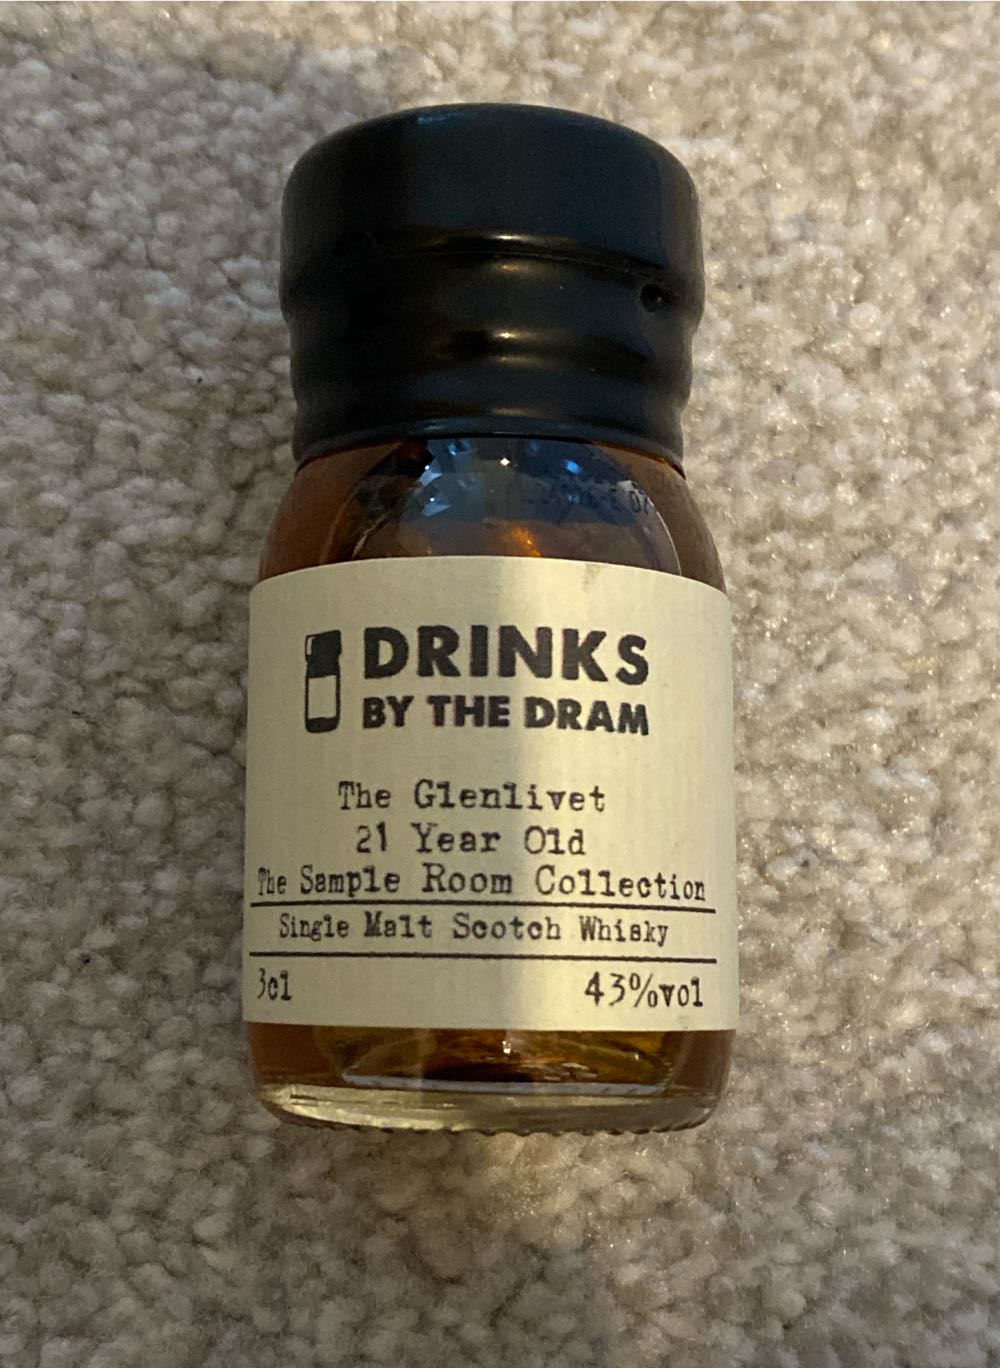 DRINKS
BY THE DRAM
The Glenlivet
21 Year Old
The Sample Room Collection
Single Malt Scotch Whisky
3cl
43%vol